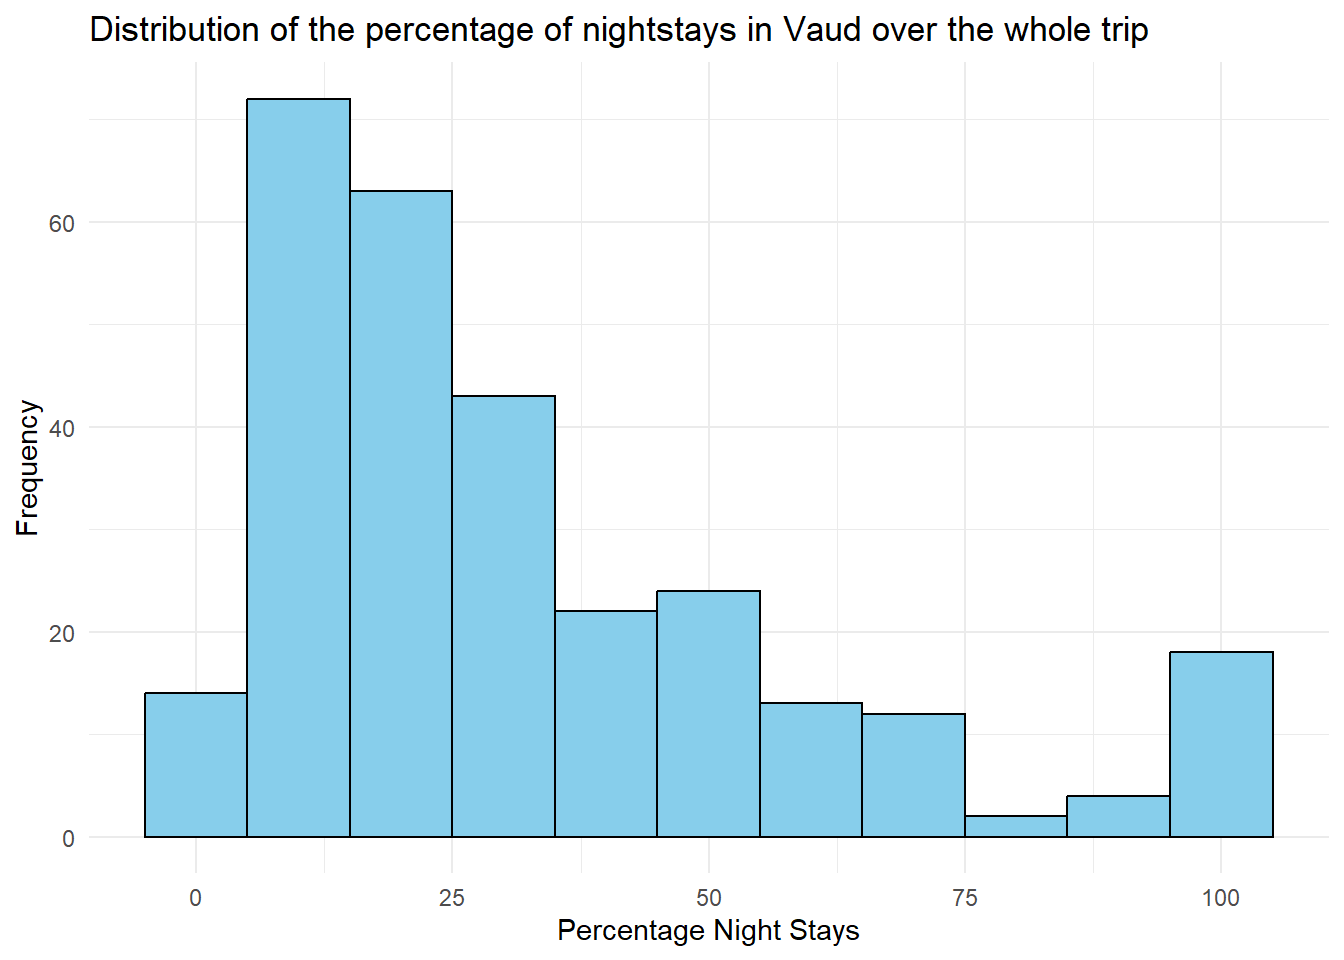 Distribution of the percentage of nightstays in Vaud over the whole trip
Frequency
60
40
20
0
0 25 50 75 100
Percentage Night Stays